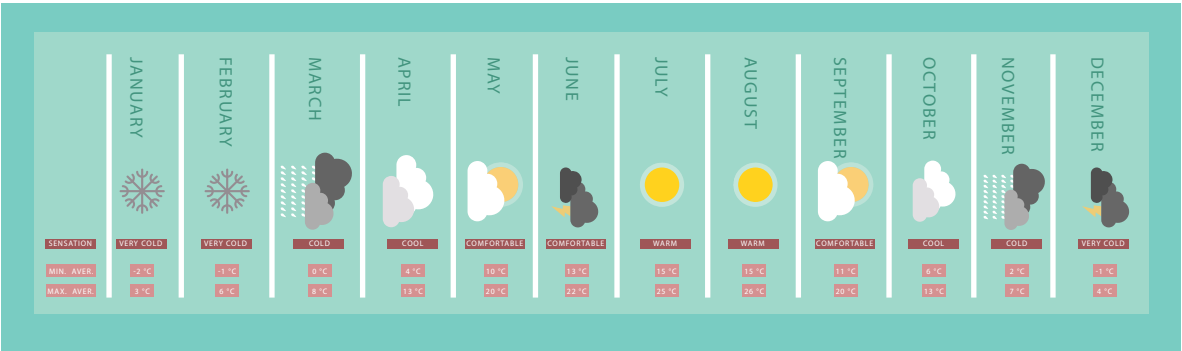 JANUARY FEBRUARY MARCH APRIL MAY JUNE JULY AUGUST SEPTEMBER OCTOBER NOVEMBER DECEMBER
SENSATION VERY COLD VERY COLD COLD COOL COMFORTABLE COMFORTABLE WARM WARM COMFORTABLE COOL COLD VERY COLD
MIN. AVER. -2 °C -1 °C 0 °C 4 °C 10 °C 13 °C 15 °C 15 °C 11 °C 6 °C 2 °C -1 °C
MAX. AVER. 3 °C 6 °C 8 °C 13 °C 20 °C 22 °C 25 °C 26 °C 20 °C 13 °C 7 °C 4 °C